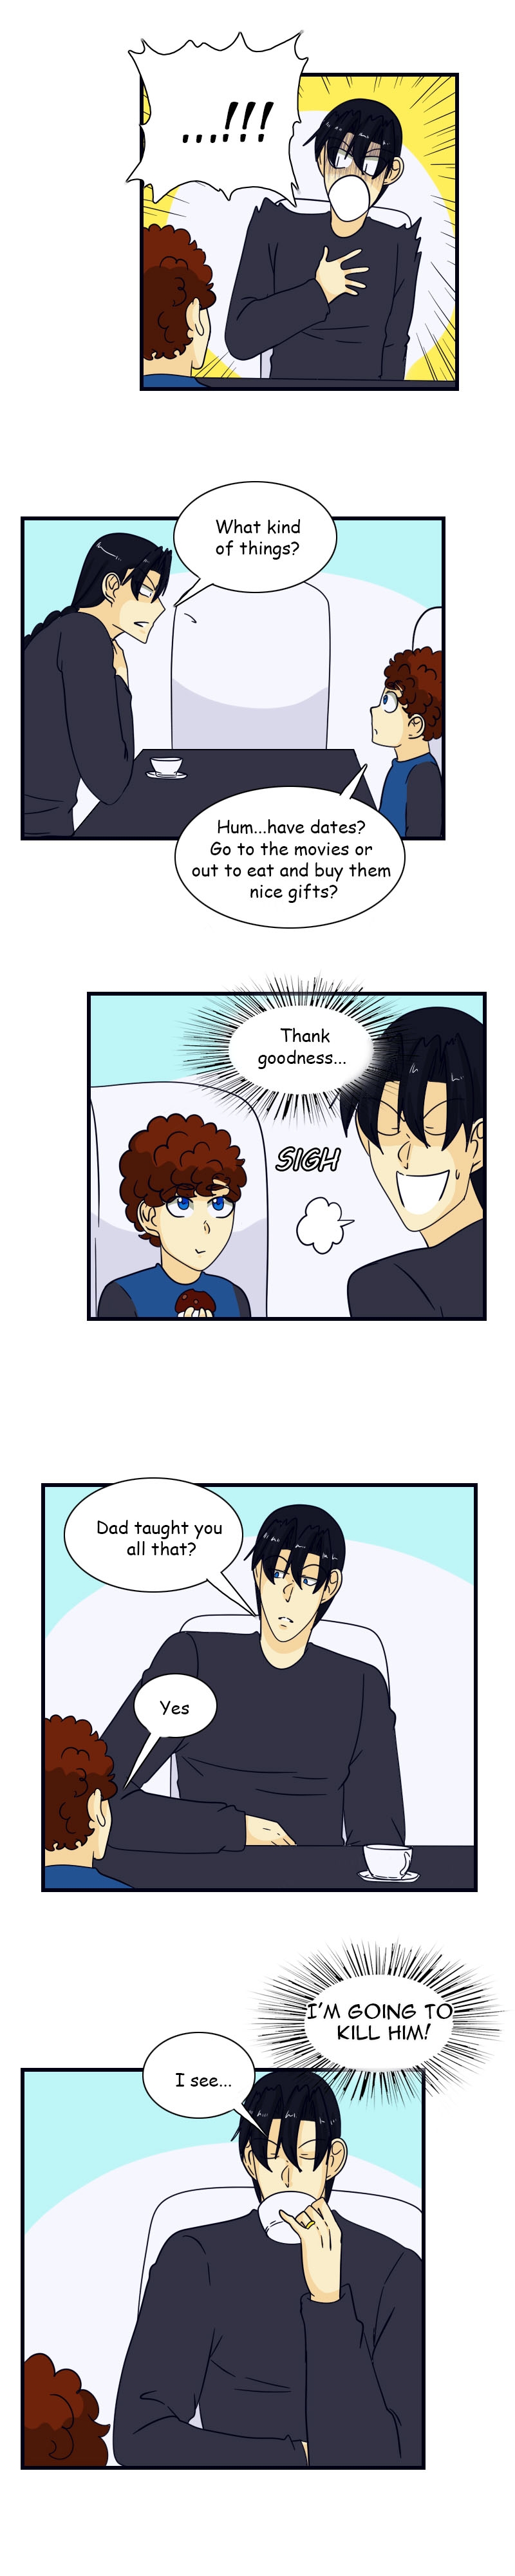 ...!!!
What kind
of things?
Hum...have dates?
Go to the movies or
out to eat and buy them
nice gifts?
Thank
goodness...
SIGH
Dad taught you
all that?
Yes
I'M GOING TO
KILL HIM!
I see...